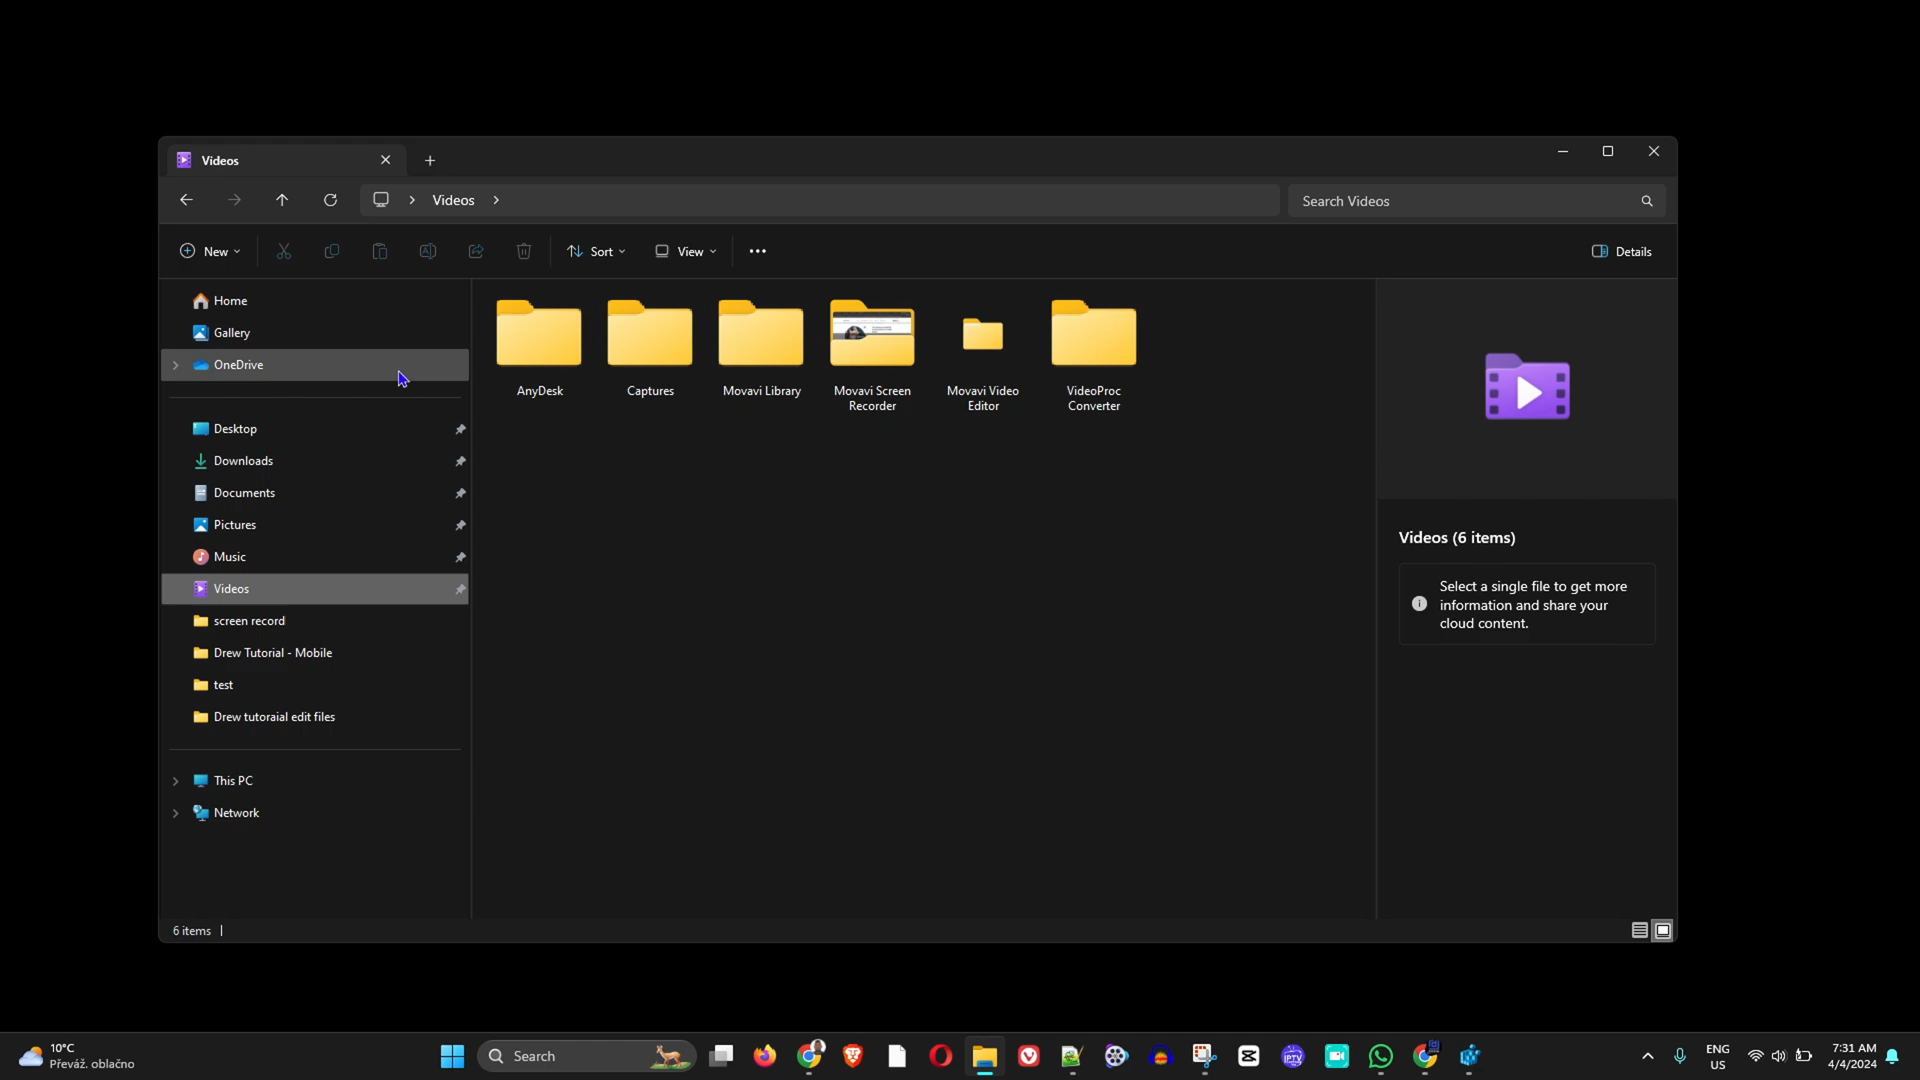 Videos
Videos
Search Videos
New
Sort
View
Details
Home
Gallery
OneDrive
Desktop
Downloads
Documents
Pictures
Music
Videos
screen record
Drew Tutorial - Mobile
test
Drew tutoraial edit files
This PC
Network
AnyDesk
Captures
Movavi Library
Movavi Screen
Recorder
Movavi Video
Editor
VideoProc
Converter
Videos (6 items)
Select a single file to get more
information and share your
cloud content.
6 items
10°C
Převáž. oblačno
Search
IPTV
ENG
US
7:31 AM
4/4/2024